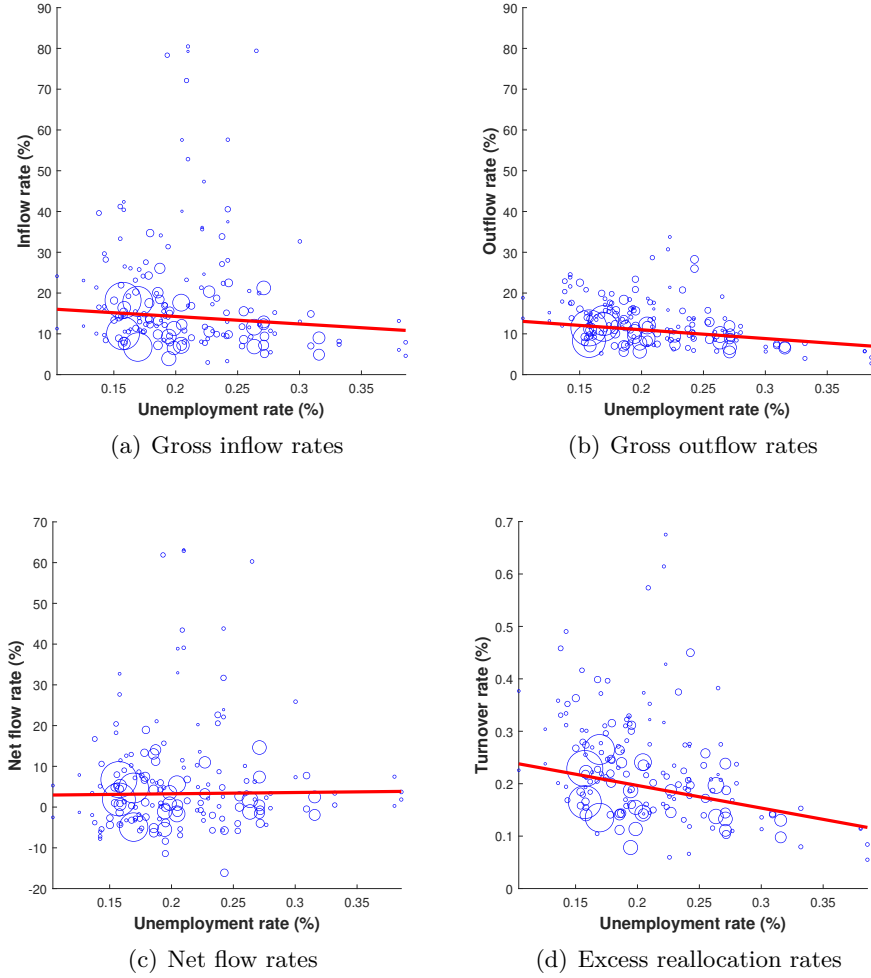 90
80
70
60
50
40
30
20
10
0
Inflow rate (%)
0.15 0.2 0.25 0.3 0.35
Unemployment rate (%)
(a) Gross inflow rates
90
80
70
60
50
40
30
20
10
0
Outflow rate (%)
0.15 0.2 0.25 0.3 0.35
Unemployment rate (%)
(b) Gross outflow rates
70
60
50
40
30
20
10
0
-10
-20
Net flow rate (%)
0.15 0.2 0.25 0.3 0.35
Unemployment rate (%)
(c) Net flow rates
0.7
0.6
0.5
0.4
0.3
0.2
0.1
0
Turnover rate (%)
0.15 0.2 0.25 0.3 0.35
Unemployment rate (%)
(d) Excess reallocation rates